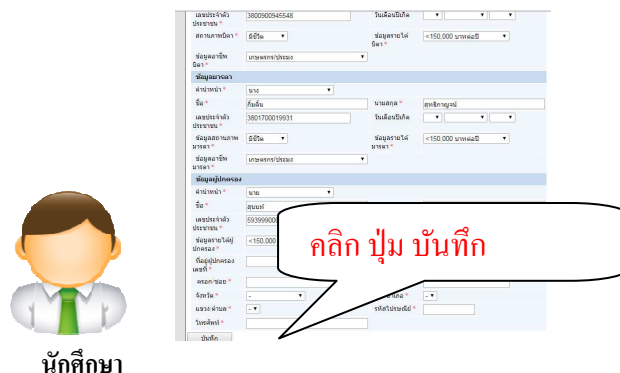 เลขประจำตัว 3800900945548 วันเดือนปีเกิด
ประชาชน *
สถานภาพบิดา * มีชีวิต ข้อมูลรายได้ <150,000 บาทต่อปี
บิดา *
ข้อมูลอาชีพ เกษตรกร/ประมง
บิดา *
ข้อมูลมารดา
คำนำหน้า * นาง
ชื่อ * กิ้มลั่น นามสกุล * สุทธิกาญจน์
เลขประจำตัว 3801700019931 วันเดือนปีเกิด
ประชาชน *
ข้อมูลสถานภาพ มีชีวิต ข้อมูลรายได้ <150,000 บาทต่อปี
มารดา * มารดา *
ข้อมูลอาชีพ เกษตรกร/ประมง
มารดา *
ข้อมูลผู้ปกครอง
คำนำหน้า * นาย
ชื่อ * สุนนท์
เลขประจำตัว
ประชาชน *
ข้อมูลรายได้ผู้ <150,000
ปกครอง *
คลิก ปุ่ม บันทึก
ที่อยู่ผู้ปกครอง
เลขที่ *
ตรอก/ซอย *
จังหวัด * -
แขวง/ตำบล * - รหัสไปรษณีย์ *
โทรศัพท์ *
บันทึก
นักศึกษา